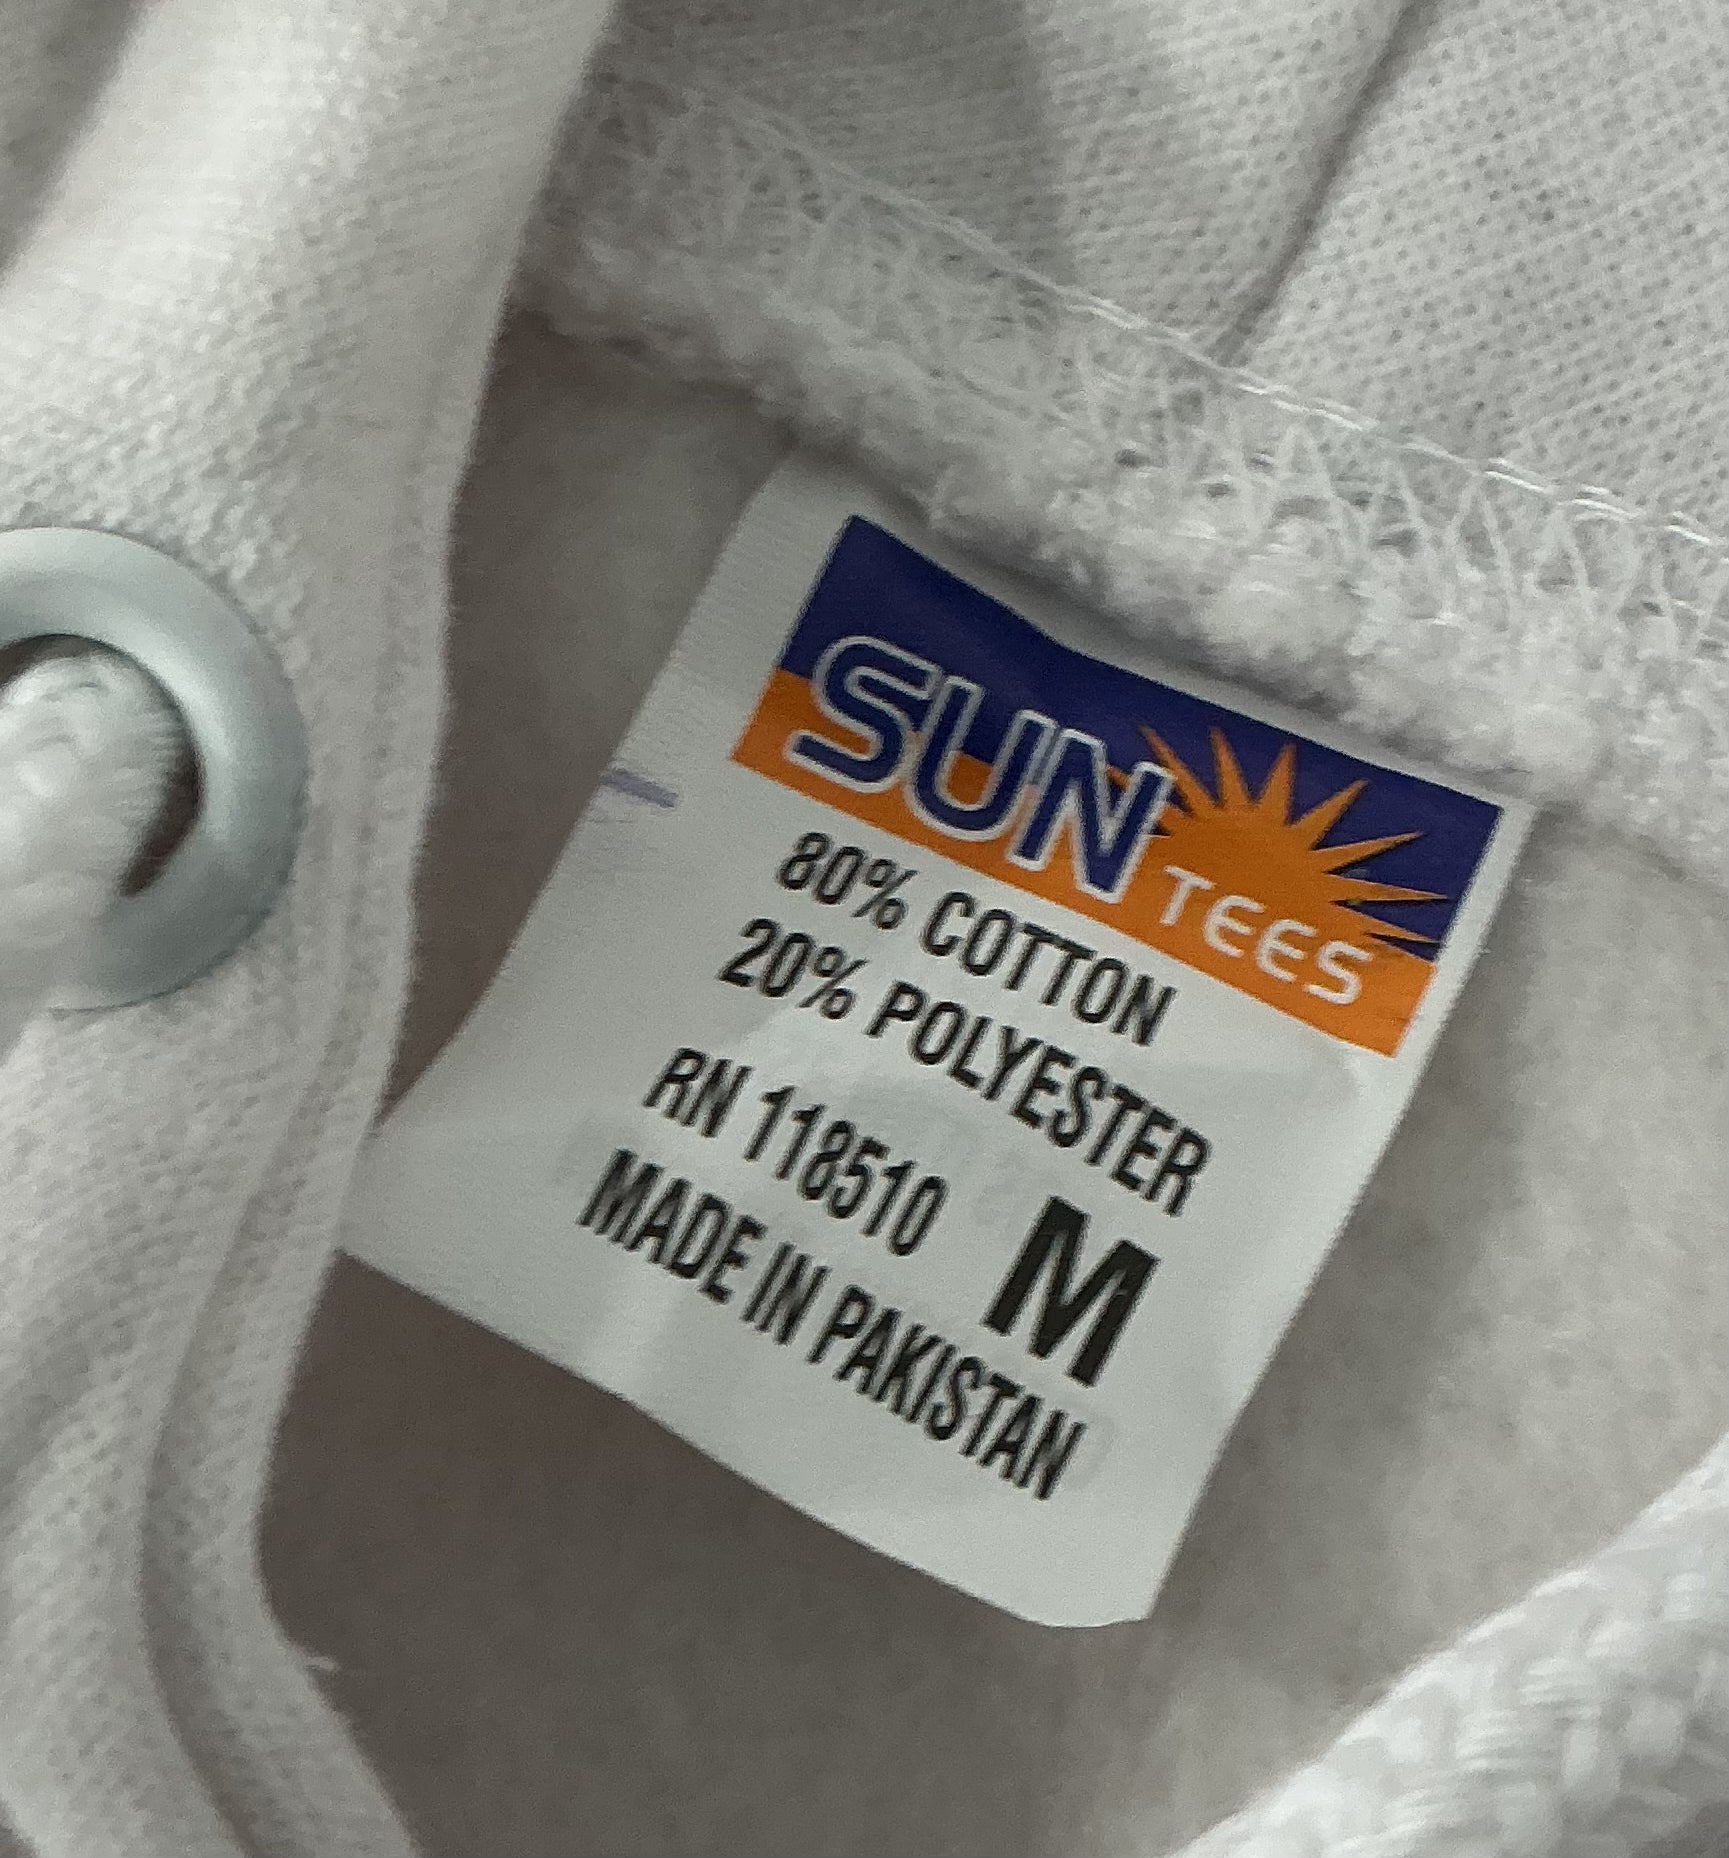 SUN
TEES
80% COTTON
20% POLYESTER
RN 118510
M
MADE IN PAKISTAN